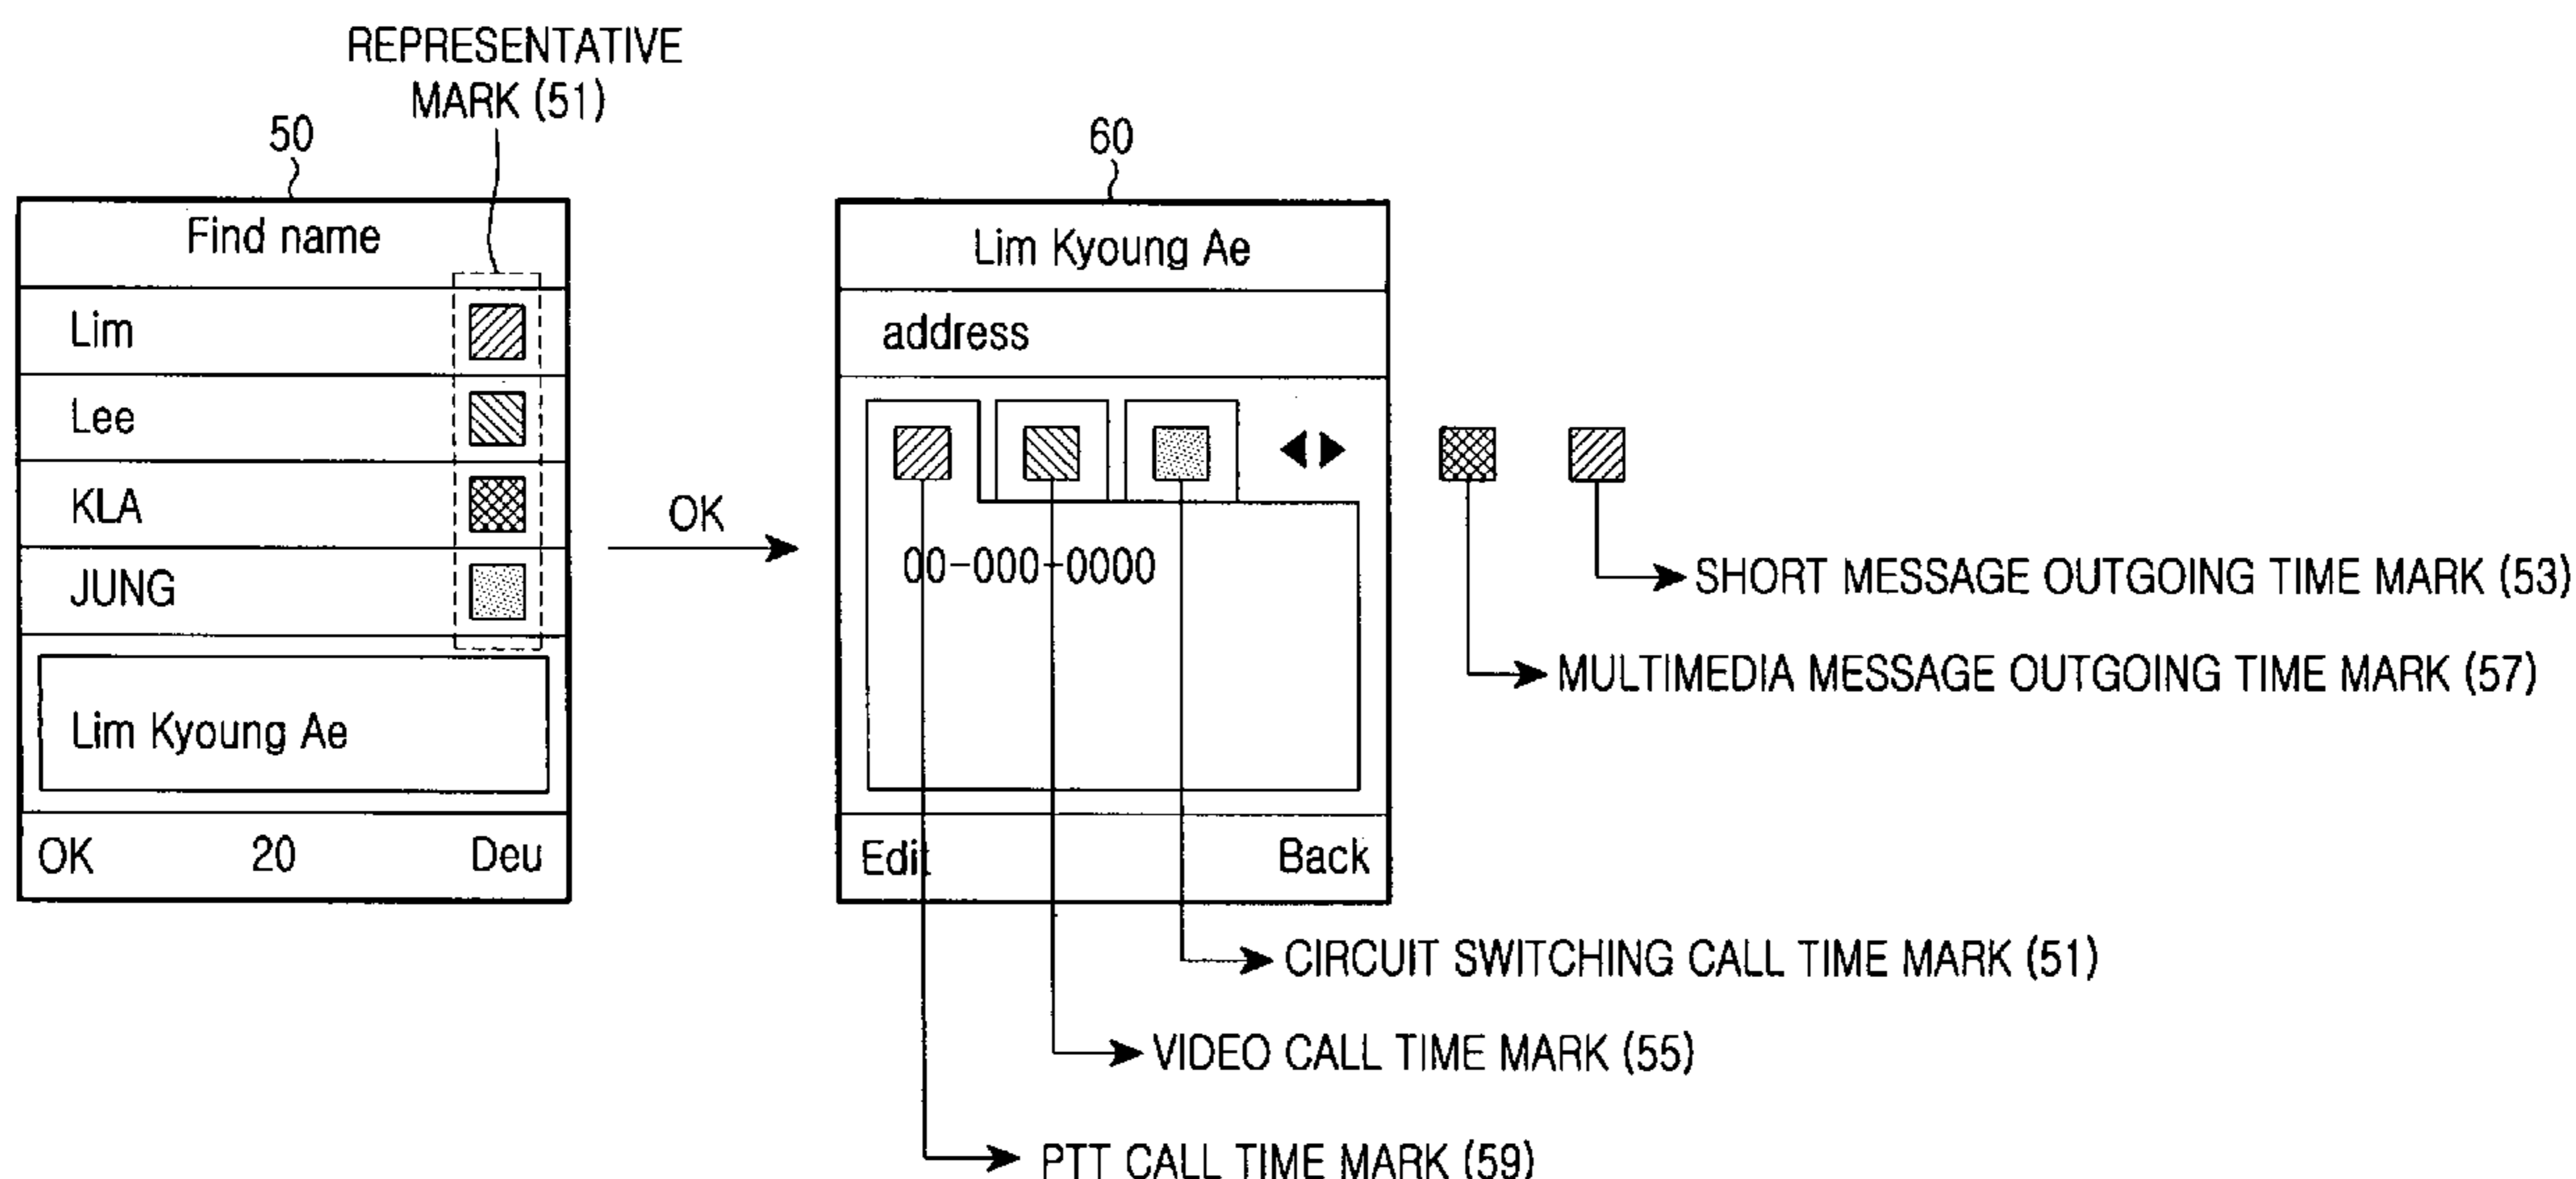 REPRESENTATIVE
MARK (51)
50
Find name
Lim
Lee
KLA
JUNG
Lim Kyoung Ae
OK 20 Deu
OK
60
Lim Kyoung Ae
address
00-000-0000
Edit Back
SHORT MESSAGE OUTGOING TIME MARK (53)
MULTIMEDIA MESSAGE OUTGOING TIME MARK (57)
CIRCUIT SWITCHING CALL TIME MARK (51)
VIDEO CALL TIME MARK (55)
PTT CALL TIME MARK (59)